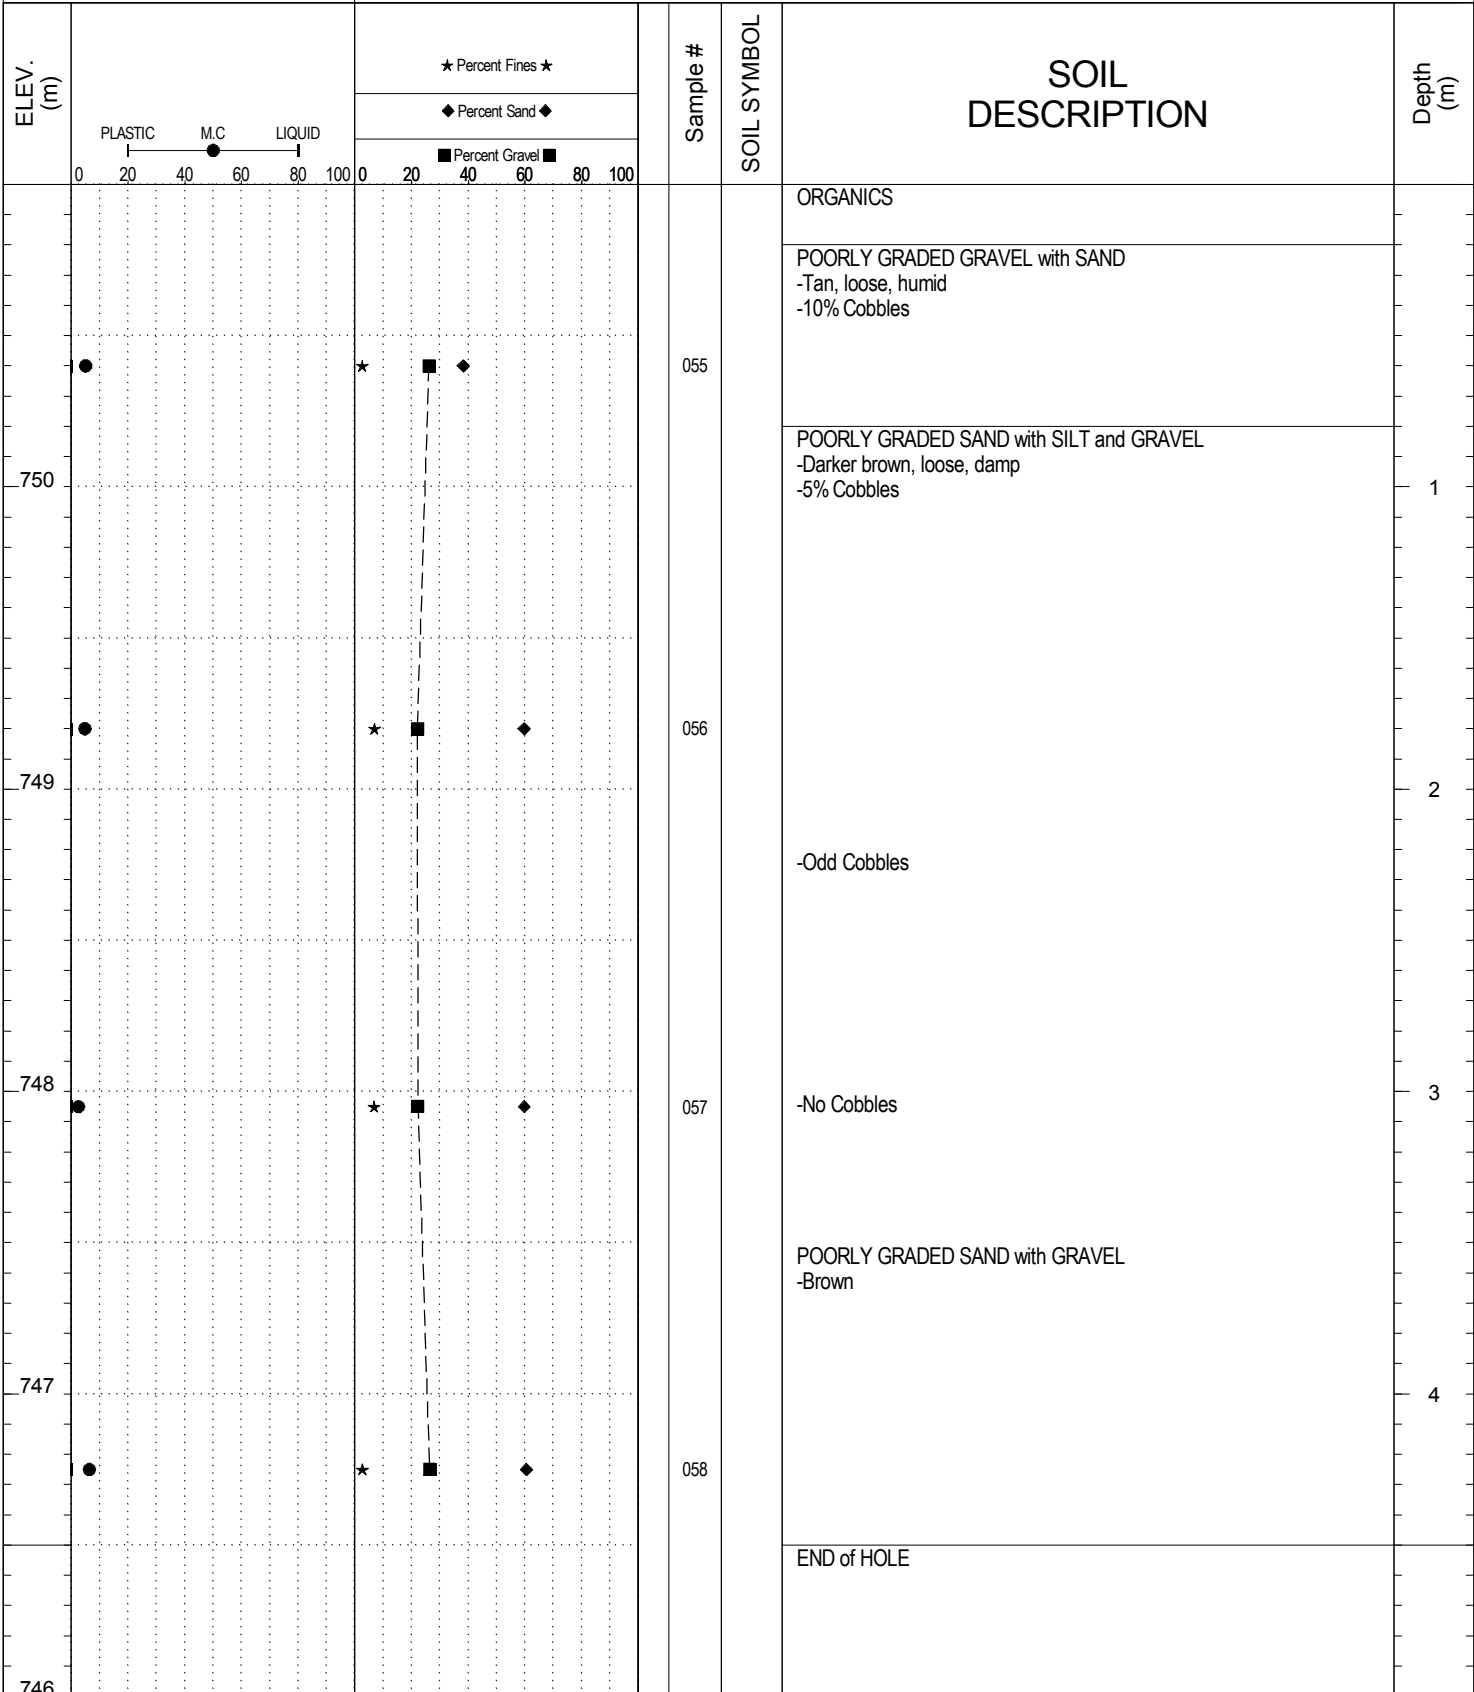 ELEV.
(m)
PLASTIC M.C LIQUID
0 20 40 60 80 100
★ Percent Fines ★
◆ Percent Sand ◆
■ Percent Gravel ■
0 20 40 60 80 100
Sample #
SOIL SYMBOL
SOIL
DESCRIPTION
Depth
(m)
ORGANICS
POORLY GRADED GRAVEL with SAND
-Tan, loose, humid
-10% Cobbles
055
POORLY GRADED SAND with SILT and GRAVEL
-Darker brown, loose, damp
750
-5% Cobbles
1
056
749
2
-Odd Cobbles
748
3
057
-No Cobbles
POORLY GRADED SAND with GRAVEL
-Brown
747
4
058
END of HOLE
746